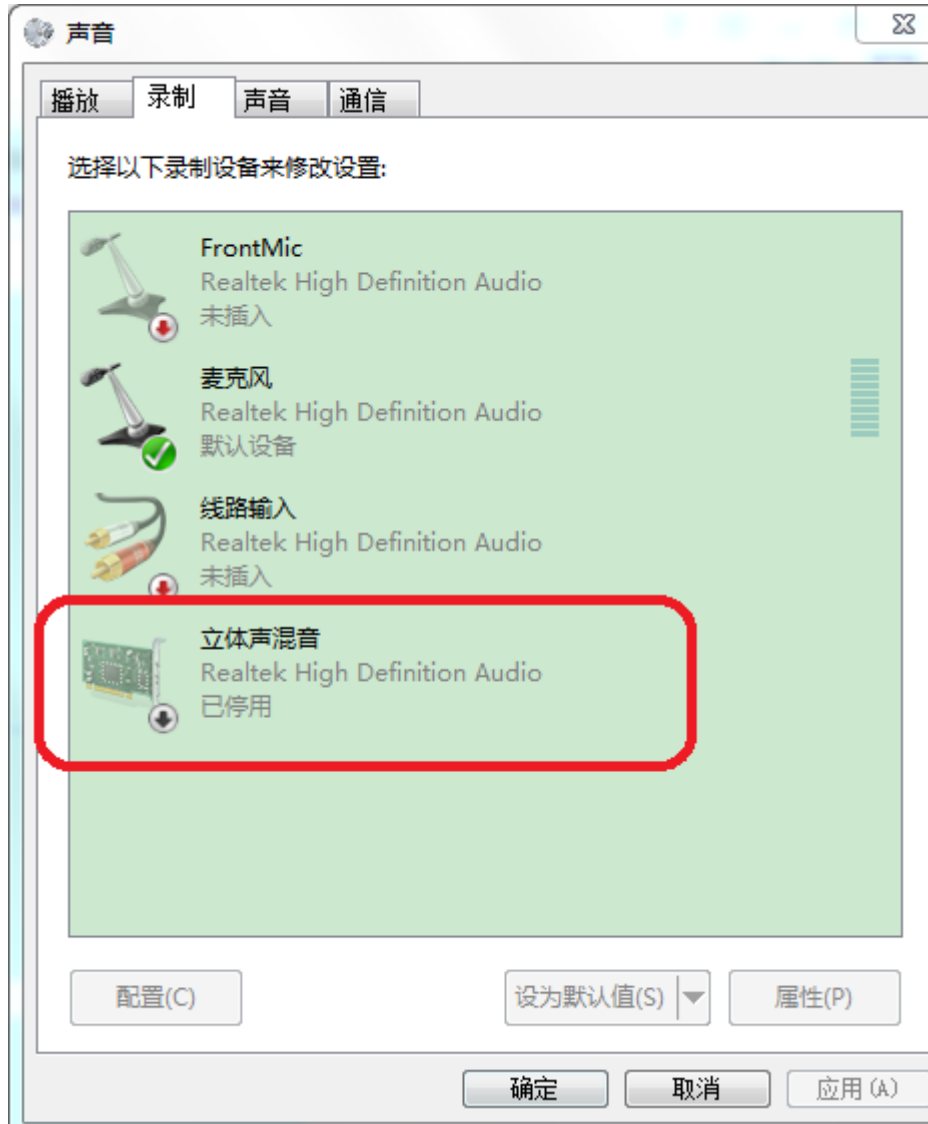 声音
播放 录制 声音 通信
选择以下录制设备来修改设置:
FrontMic
Realtek High Definition Audio
未插入
麦克风
Realtek High Definition Audio
默认设备
线路输入
Realtek High Definition Audio
未插入
立体声混音
Realtek High Definition Audio
已停用
配置(C) 设为默认值(S) 属性(P)
确定 取消 应用(A)